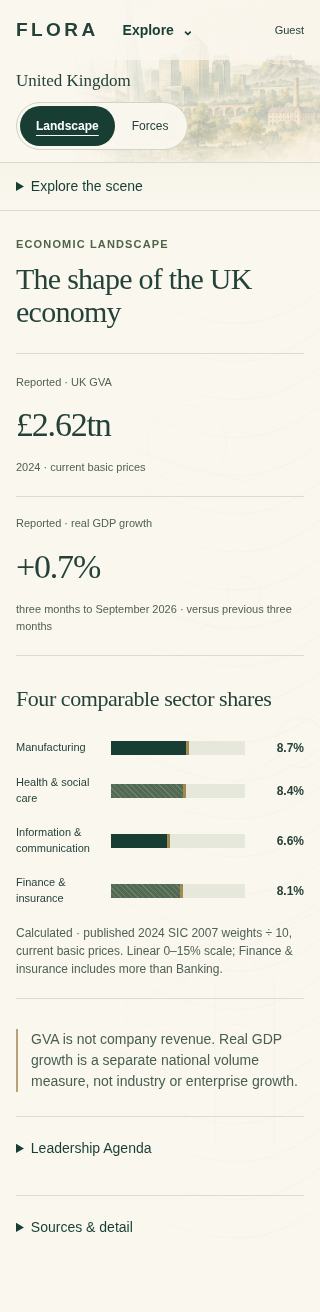 FLORA
Explore
Guest
United Kingdom
Landscape
Forces
Explore the scene
ECONOMIC LANDSCAPE
The shape of the UK
economy
Reported · UK GVA
£2.62tn
2024 · current basic prices
Reported · real GDP growth
+0.7%
three months to September 2026 · versus previous three
months
Four comparable sector shares
Manufacturing
8.7%
Health & social
care
8.4%
Information &
communication
6.6%
Finance &
insurance
8.1%
Calculated · published 2024 SIC 2007 weights ÷ 10,
current basic prices. Linear 0–15% scale; Finance &
insurance includes more than Banking.
GVA is not company revenue. Real GDP
growth is a separate national volume
measure, not industry or enterprise growth.
Leadership Agenda
Sources & detail